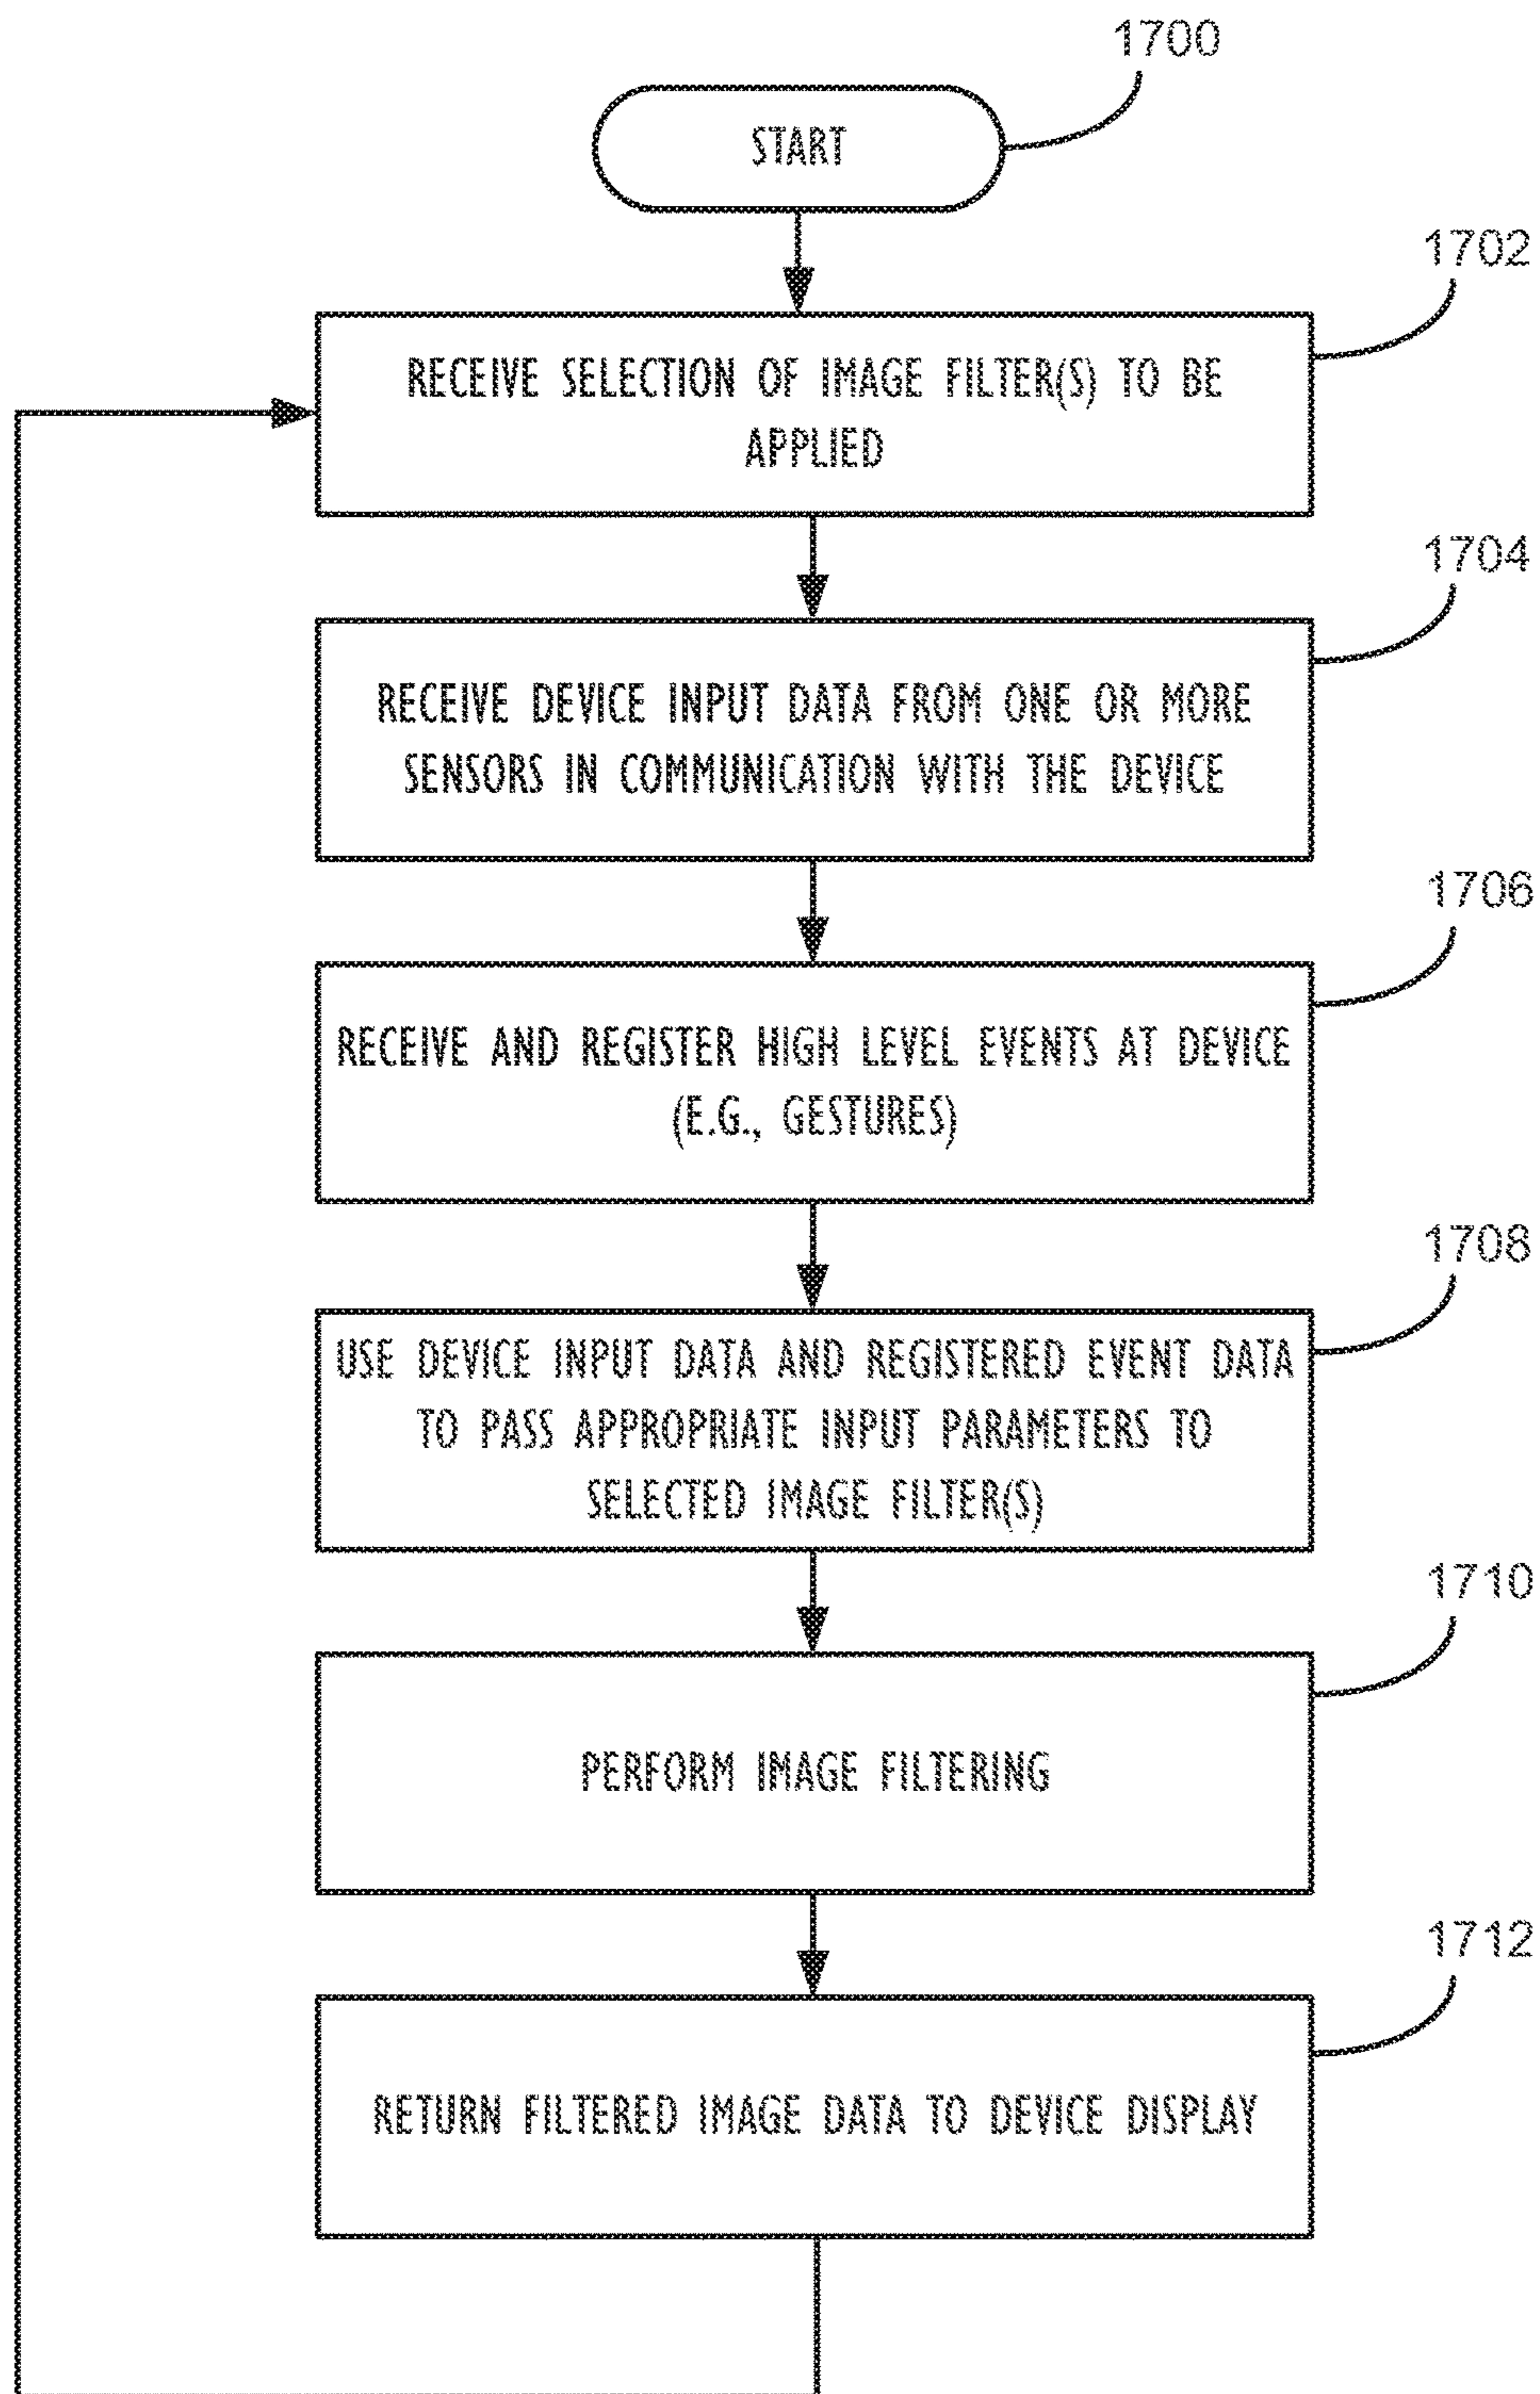 1700
START
1702
RECEIVE SELECTION OF IMAGE FILTER(S) TO BE
APPLIED
1704
RECEIVE DEVICE INPUT DATA FROM ONE OR MORE
SENSORS IN COMMUNICATION WITH THE DEVICE
1706
RECEIVE AND REGISTER HIGH LEVEL EVENTS AT DEVICE
(E.G., GESTURES)
1708
USE DEVICE INPUT DATA AND REGISTERED EVENT DATA
TO PASS APPROPRIATE INPUT PARAMETERS TO
SELECTED IMAGE FILTER(S)
1710
PERFORM IMAGE FILTERING
1712
RETURN FILTERED IMAGE DATA TO DEVICE DISPLAY